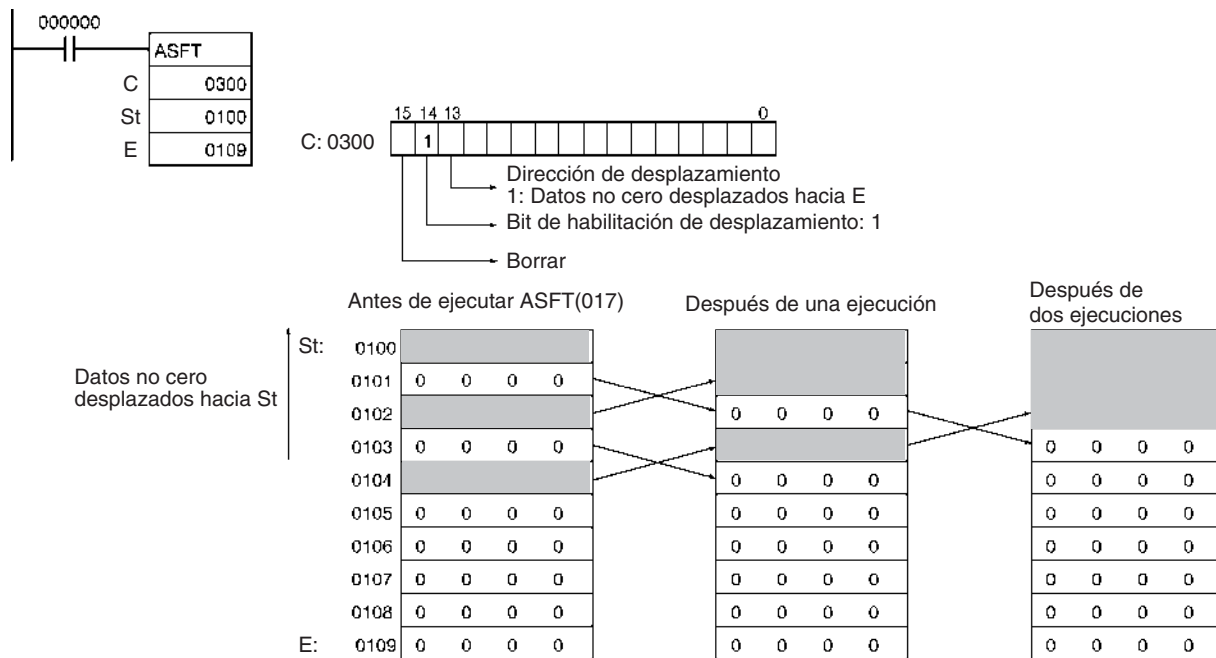 000000
ASFT
C 0300
St 0100
E 0109
15 14 13 0
C: 0300 1
Dirección de desplazamiento
1: Datos no cero desplazados hacia E
Bit de habilitación de desplazamiento: 1
Borrar
Antes de ejecutar ASFT(017)
Después de una ejecución
Después de
dos ejecuciones
Datos no cero
desplazados hacia St
St: 0100
0101 0 0 0 0
0102 0 0 0 0
0103 0 0 0 0 0 0 0 0
0104 0 0 0 0 0 0 0 0
0105 0 0 0 0 0 0 0 0 0 0 0 0
0106 0 0 0 0 0 0 0 0 0 0 0 0
0107 0 0 0 0 0 0 0 0 0 0 0 0
0108 0 0 0 0 0 0 0 0 0 0 0 0
E: 0109 0 0 0 0 0 0 0 0 0 0 0 0